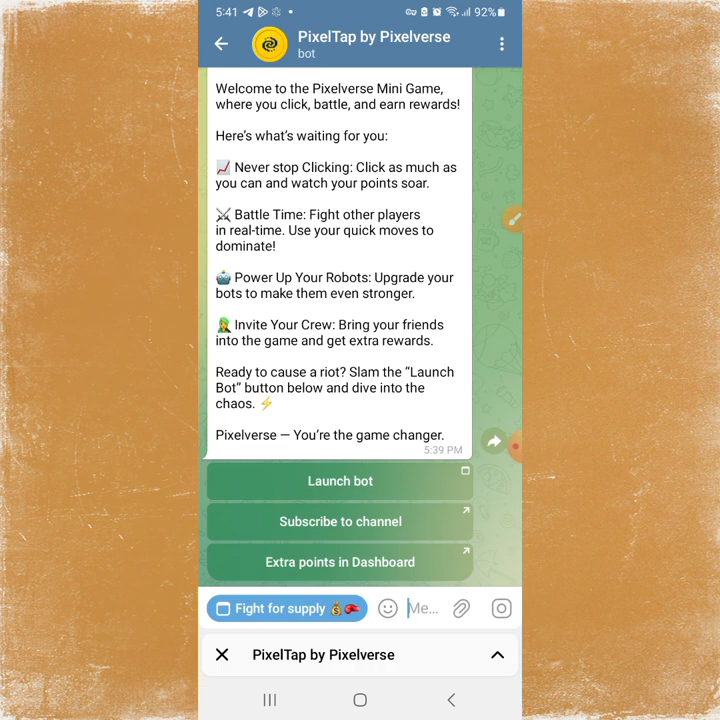 5:41
92%
PixelTap by Pixelverse
bot
Welcome to the Pixelverse Mini Game,
where you click, battle, and earn rewards!
Here's what's waiting for you:
📈 Never stop Clicking: Click as much as
you can and watch your points soar.
⚔️ Battle Time: Fight other players
in real-time. Use your quick moves to
dominate!
🤖 Power Up Your Robots: Upgrade your
bots to make them even stronger.
Invite Your Crew: Bring your friends
into the game and get extra rewards.
Ready to cause a riot? Slam the “Launch
Bot” button below and dive into the
chaos. ⚡
Pixelverse — You're the game changer.
5:39 PM
Launch bot
Subscribe to channel
Extra points in Dashboard
Fight for supply 💰🥊
Me...
PixelTap by Pixelverse